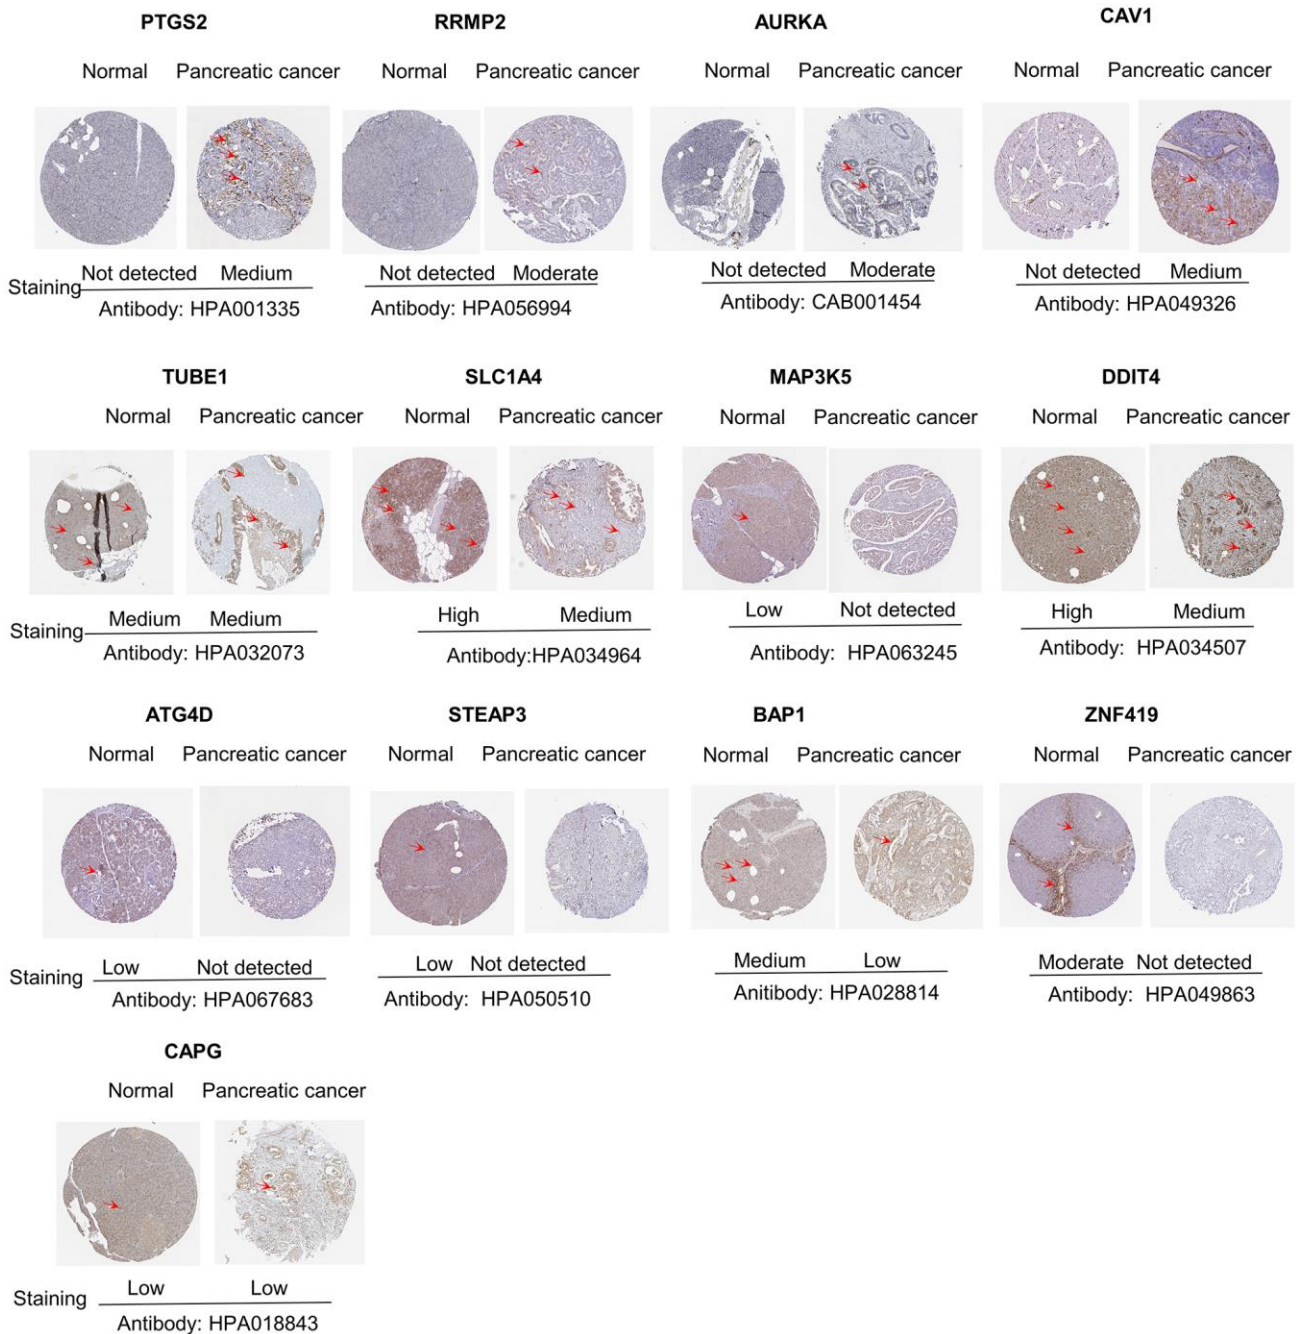 PTGS2 RRMP2 AURKA CAV1
Normal Pancreatic cancer Normal Pancreatic cancer Normal Pancreatic cancer Normal Pancreatic cancer
Staining Not detected Medium Not detected Moderate Not detected Moderate Not detected Medium
Antibody: HPA001335 Antibody: HPA056994 Antibody: CAB001454 Antibody: HPA049326
TUBE1 SLC1A4 MAP3K5 DDIT4
Normal Pancreatic cancer Normal Pancreatic cancer Normal Pancreatic cancer Normal Pancreatic cancer
Staining Medium Medium High Medium Low Not detected High Medium
Antibody: HPA032073 Antibody:HPA034964 Antibody: HPA063245 Antibody: HPA034507
ATG4D STEAP3 BAP1 ZNF419
Normal Pancreatic cancer Normal Pancreatic cancer Normal Pancreatic cancer Normal Pancreatic cancer
Staining Low Not detected Low Not detected Medium Low Moderate Not detected
Antibody: HPA067683 Antibody: HPA050510 Anitibody: HPA028814 Antibody: HPA049863
CAPG
Normal Pancreatic cancer
Staining Low Low
Antibody: HPA018843